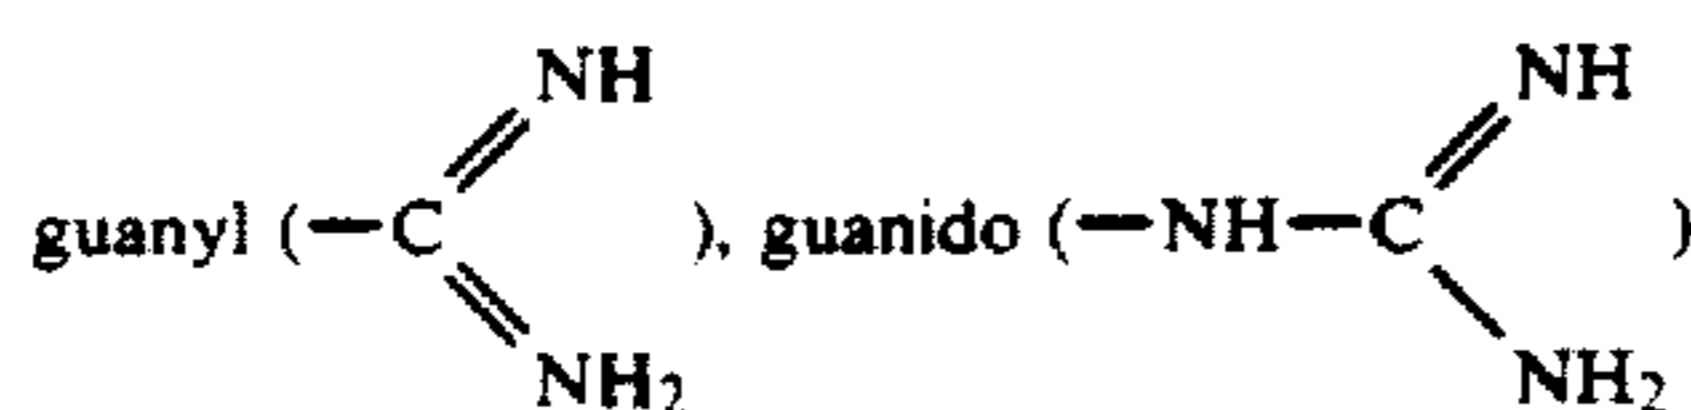 NH NH
guanyl (—C ), guanido (—NH—C )
NH₂ NH₂